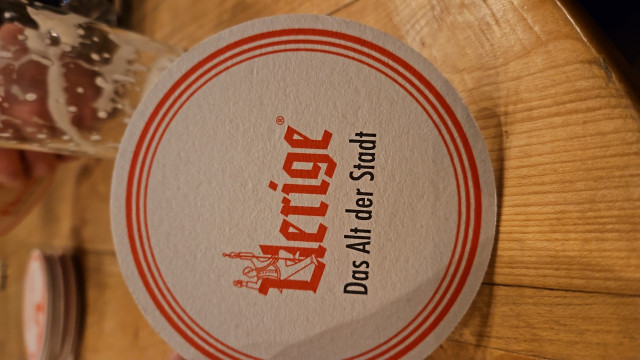 Uerige®
Das Alt der Stadt